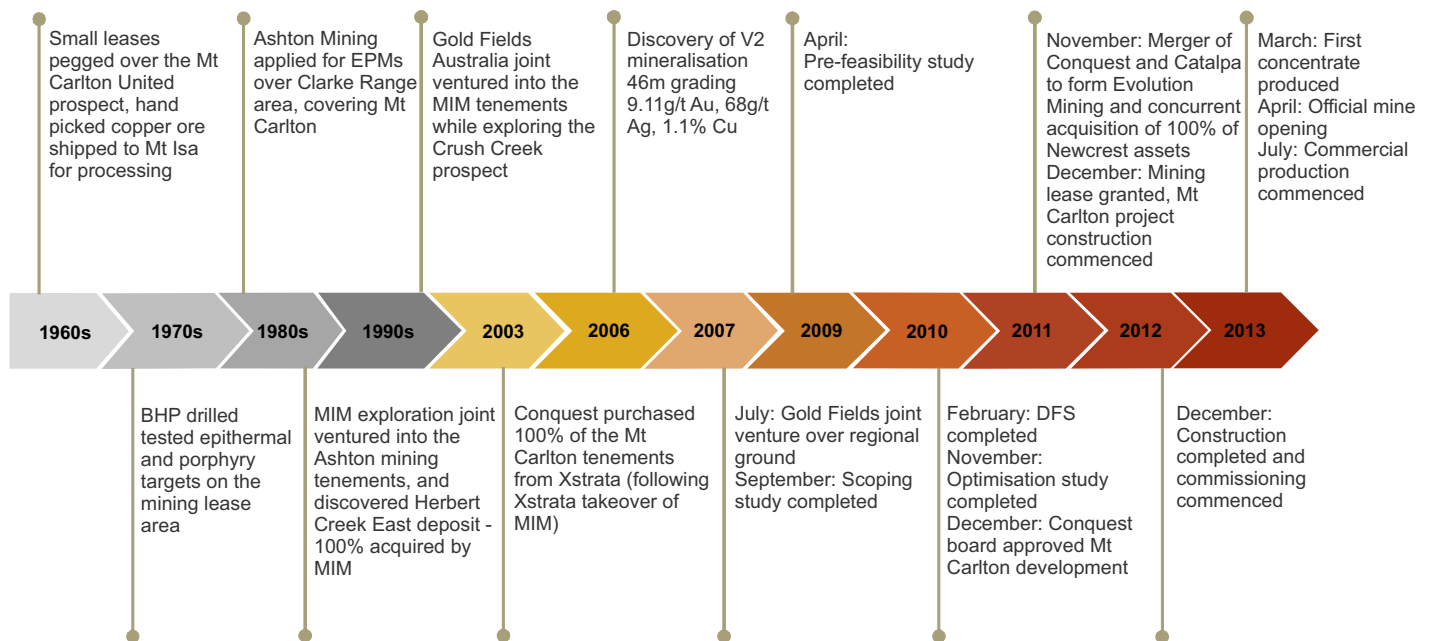 Small leases
pegged over the Mt
Carlton United
prospect, hand
picked copper ore
shipped to Mt Isa
for processing
Ashton Mining
applied for EPMs
over Clarke Range
area, covering Mt
Carlton
Gold Fields
Australia joint
ventured into the
MIM tenements
while exploring the
Crush Creek
prospect
Discovery of V2
mineralisation
46m grading
9.11g/t Au, 68g/t
Ag, 1.1% Cu
April:
Pre-feasibility study
completed
November: Merger of
Conquest and Catalpa
to form Evolution
Mining and concurrent
acquisition of 100% of
Newcrest assets
December: Mining
lease granted, Mt
Carlton project
construction
commenced
March: First
concentrate
produced
April: Official mine
opening
July: Commercial
production
commenced
1960s
1970s
1980s
1990s
2003
2006
2007
2009
2010
2011
2012
2013
BHP drilled
tested epithermal
and porphyry
targets on the
mining lease
area
MIM exploration joint
ventured into the
Ashton mining
tenements, and
discovered Herbert
Creek East deposit -
100% acquired by
MIM
Conquest purchased
100% of the Mt
Carlton tenements
from Xstrata (following
Xstrata takeover of
MIM)
July: Gold Fields joint
venture over regional
ground
September: Scoping
study completed
February: DFS
completed
November:
Optimisation study
completed
December: Conquest
board approved Mt
Carlton development
December:
Construction
completed and
commissioning
commenced